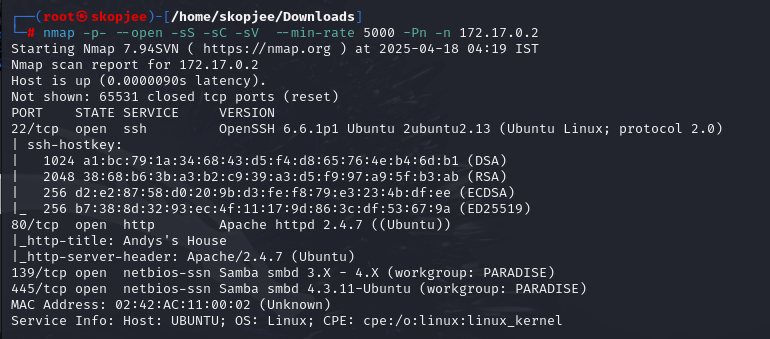 ┌──(root㉿skopjee)-[/home/skopjee/Downloads]
└─# nmap -p- --open -sS -sC -sV  --min-rate 5000 -Pn -n 172.17.0.2
Starting Nmap 7.94SVN ( https://nmap.org ) at 2025-04-18 04:19 IST
Nmap scan report for 172.17.0.2
Host is up (0.0000090s latency).
Not shown: 65531 closed tcp ports (reset)
PORT    STATE SERVICE     VERSION
22/tcp  open  ssh         OpenSSH 6.6.1p1 Ubuntu 2ubuntu2.13 (Ubuntu Linux; protocol 2.0)
| ssh-hostkey:
|   1024 a1:bc:79:1a:34:68:43:d5:f4:d8:65:76:4e:b4:6d:b1 (DSA)
|   2048 38:68:b6:3b:a3:b2:c9:39:a3:d5:f9:97:a9:5f:b3:ab (RSA)
|   256 d2:e2:87:58:d0:20:9b:d3:fe:f8:79:e3:23:4b:df:ee (ECDSA)
|_  256 b7:38:8d:32:93:ec:4f:11:17:9d:86:3c:df:53:67:9a (ED25519)
80/tcp  open  http        Apache httpd 2.4.7 ((Ubuntu))
|_http-title: Andys's House
|_http-server-header: Apache/2.4.7 (Ubuntu)
139/tcp open  netbios-ssn Samba smbd 3.X - 4.X (workgroup: PARADISE)
445/tcp open  netbios-ssn Samba smbd 4.3.11-Ubuntu (workgroup: PARADISE)
MAC Address: 02:42:AC:11:00:02 (Unknown)
Service Info: Host: UBUNTU; OS: Linux; CPE: cpe:/o:linux:linux_kernel